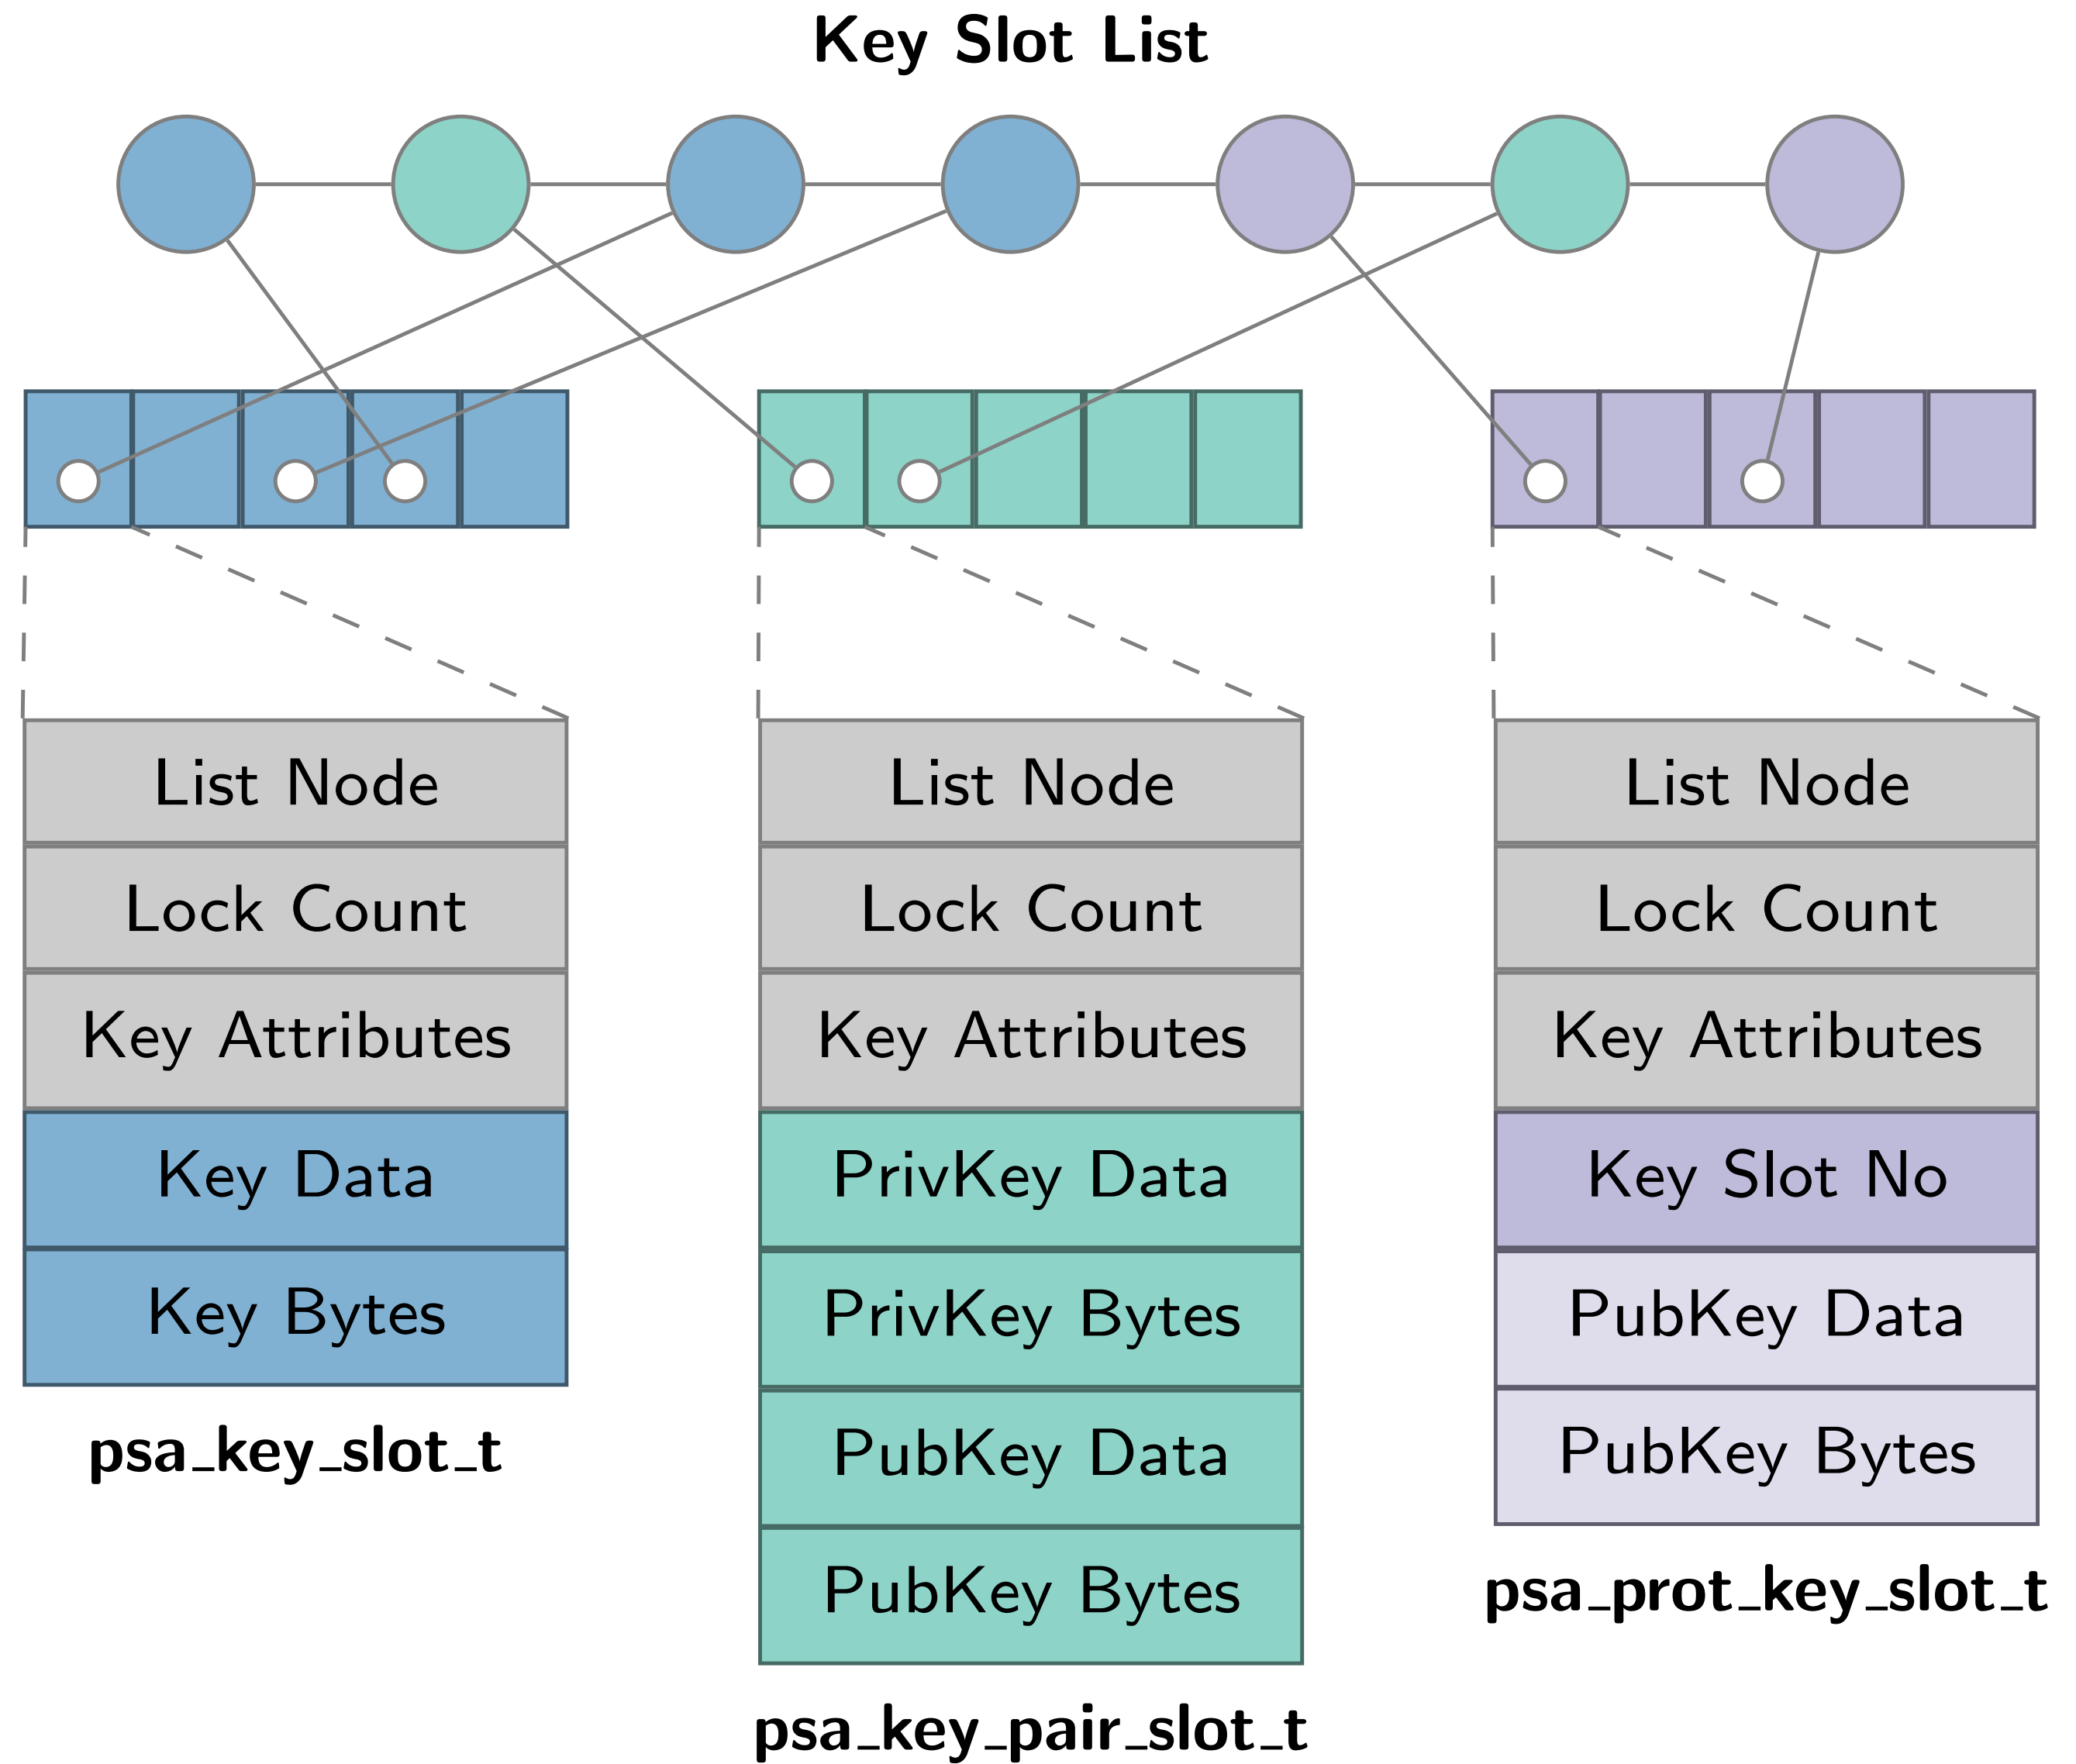 Key Slot List
List Node
Lock Count
Key Attributes
Key Data
Key Bytes
psa_key_slot_t
List Node
Lock Count
Key Attributes
PrivKey Data
PrivKey Bytes
PubKey Data
PubKey Bytes
psa_key_pair_slot_t
List Node
Lock Count
Key Attributes
Key Slot No
PubKey Data
PubKey Bytes
psa_prot_key_slot_t